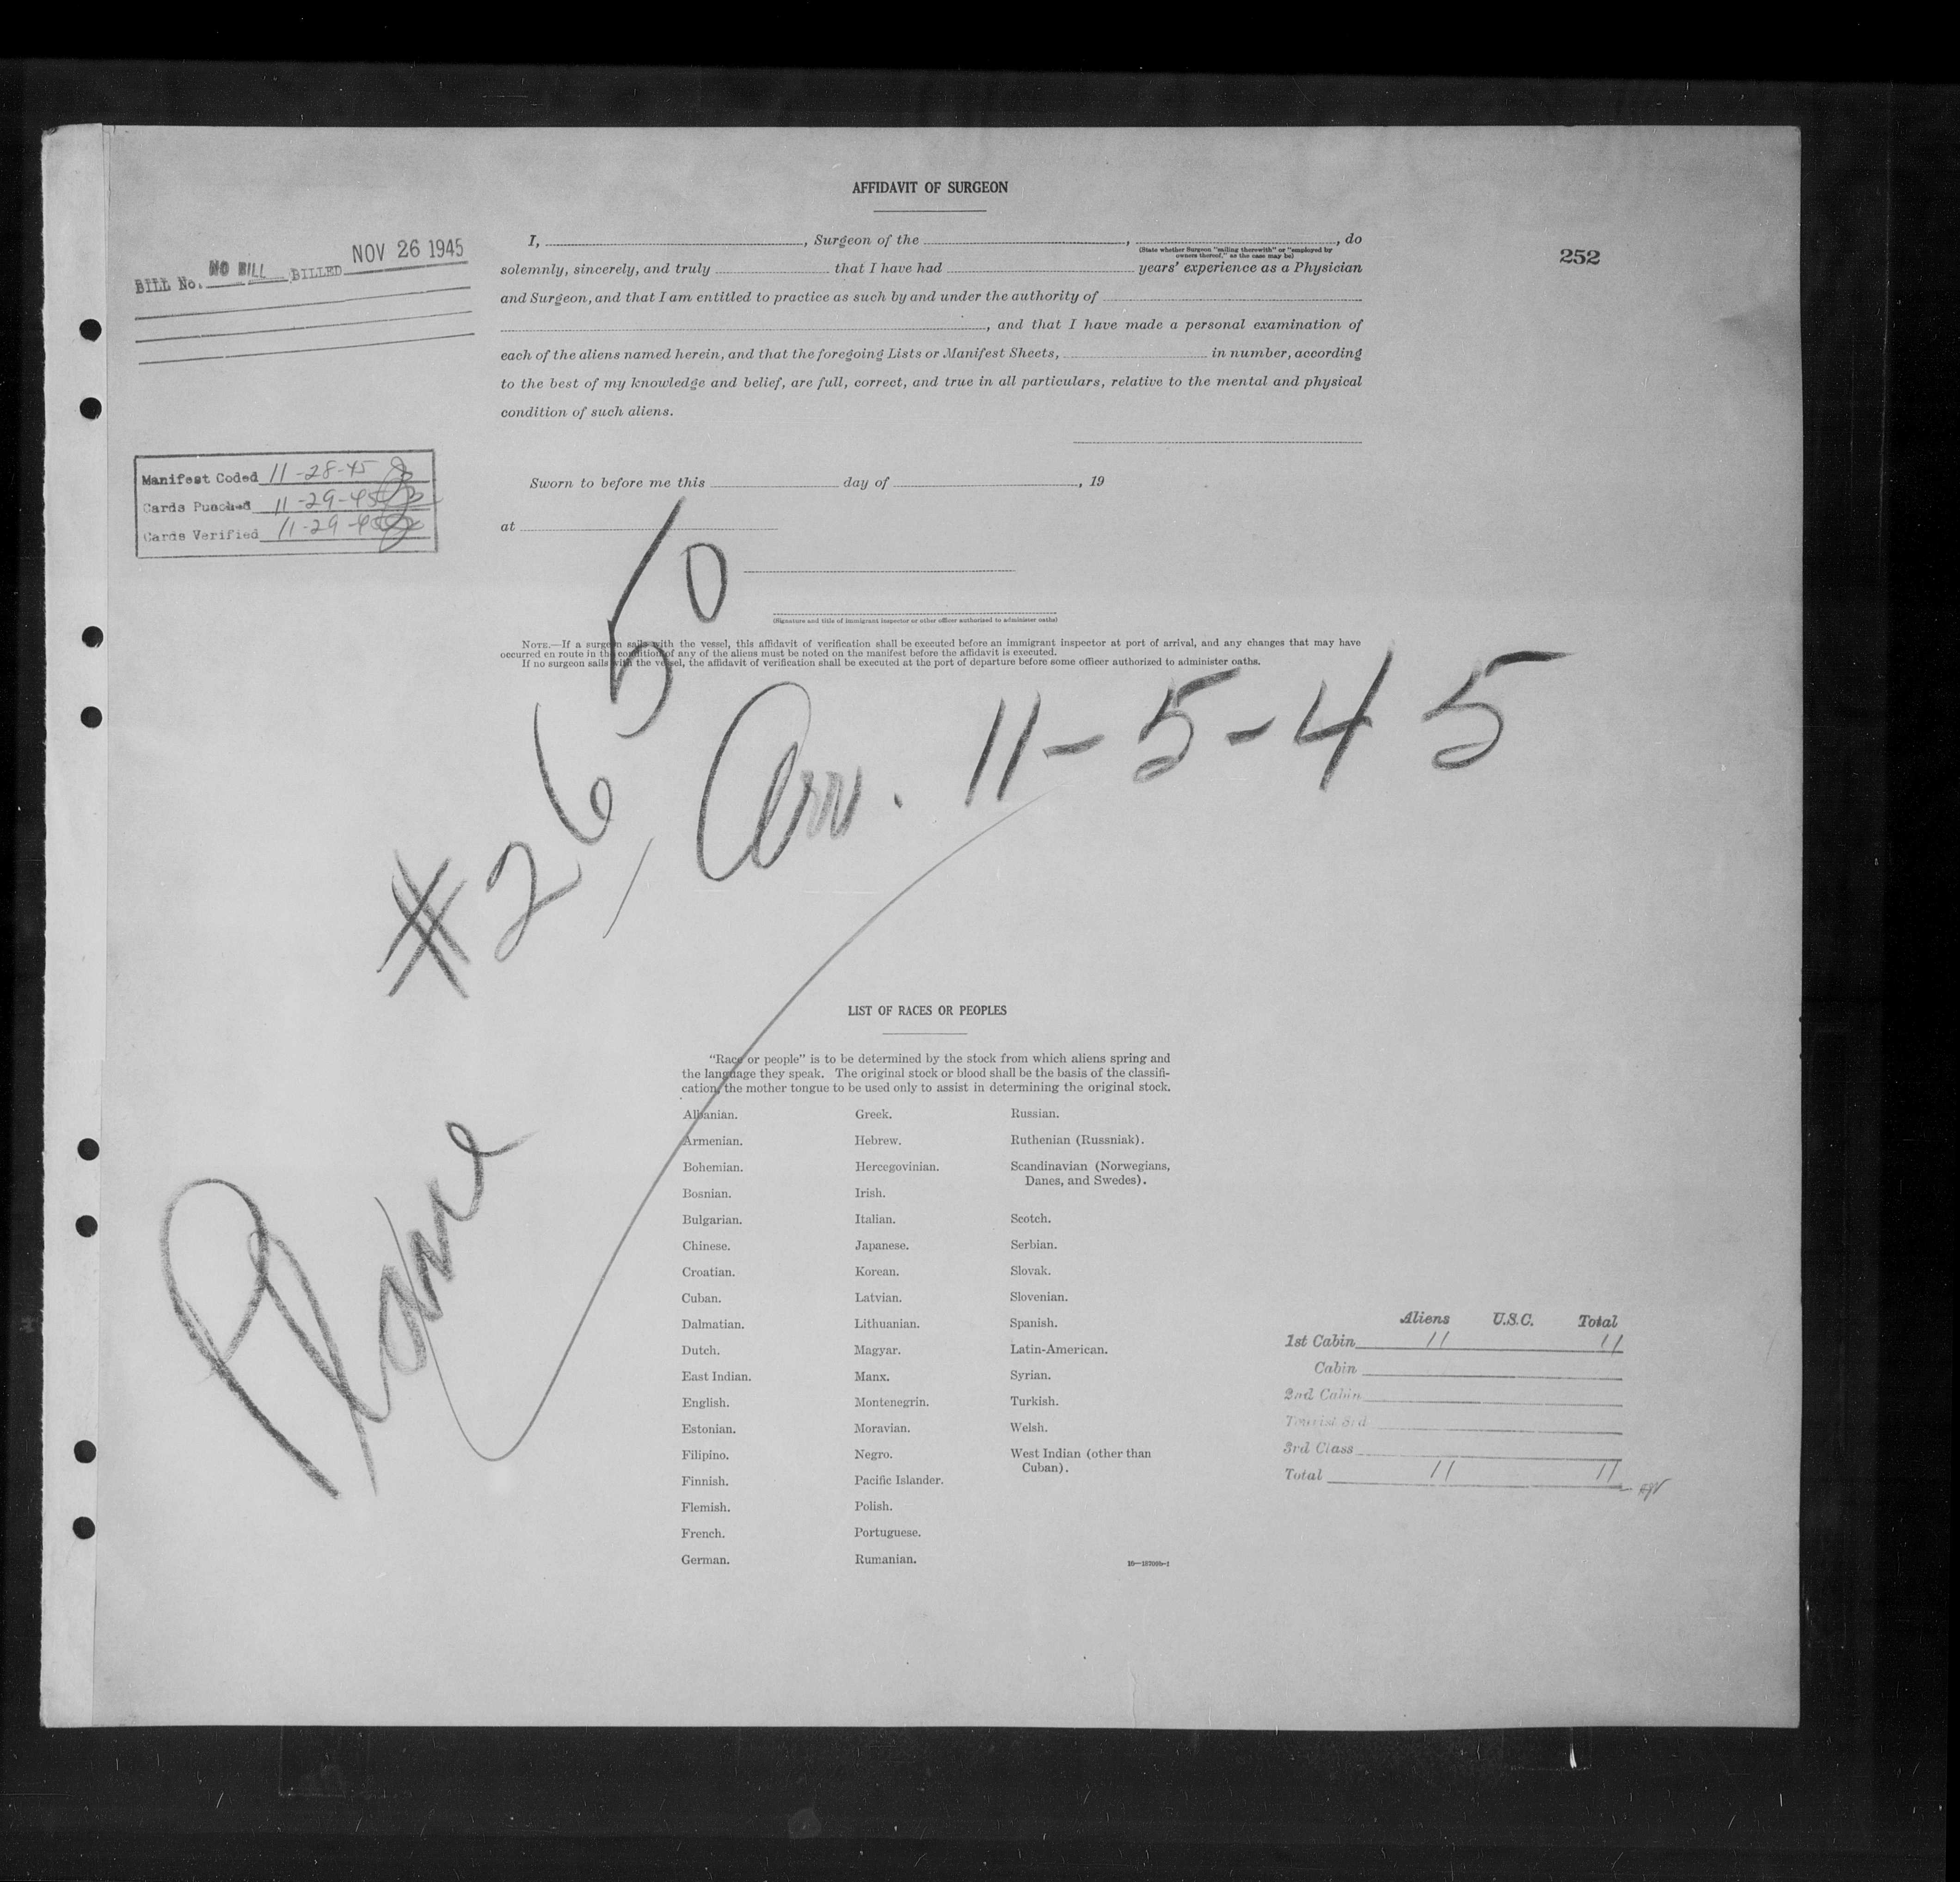 AFFIDAVIT OF SURGEON
252
BILL No. NO BILL BILLED NOV 26 1945
I, , Surgeon of the , , do
(State whether Surgeon "sailing therewith" or "employed by
owners thereof," as the case may be)
solemnly, sincerely, and truly that I have had years' experience as a Physician
and Surgeon, and that I am entitled to practice as such by and under the authority of
, and that I have made a personal examination of
each of the aliens named herein, and that the foregoing Lists or Manifest Sheets, in number, according
to the best of my knowledge and belief, are full, correct, and true in all particulars, relative to the mental and physical
condition of such aliens.
Manifest Coded 11-28-45
Cards Punched 11-29-45
Cards Verified 11-29-45
Sworn to before me this day of , 19
at
(Signature and title of immigrant inspector or other officer authorized to administer oaths)
NOTE.—If a surgeon sails with the vessel, this affidavit of verification shall be executed before an immigrant inspector at port of arrival, and any changes that may have
occurred en route in the condition of any of the aliens must be noted on the manifest before the affidavit is executed.
If no surgeon sails with the vessel, the affidavit of verification shall be executed at the port of departure before some officer authorized to administer oaths.
Plane #2650
Arr. 11-5-45
LIST OF RACES OR PEOPLES
"Race or people" is to be determined by the stock from which aliens spring and
the language they speak. The original stock or blood shall be the basis of the classifi-
cation, the mother tongue to be used only to assist in determining the original stock.
Albanian.
Armenian.
Bohemian.
Bosnian.
Bulgarian.
Chinese.
Croatian.
Cuban.
Dalmatian.
Dutch.
East Indian.
English.
Estonian.
Filipino.
Finnish.
Flemish.
French.
German.
Greek.
Hebrew.
Hercegovinian.
Irish.
Italian.
Japanese.
Korean.
Latvian.
Lithuanian.
Magyar.
Manx.
Montenegrin.
Moravian.
Negro.
Pacific Islander.
Polish.
Portuguese.
Rumanian.
Russian.
Ruthenian (Russniak).
Scandinavian (Norwegians,
Danes, and Swedes).
Scotch.
Serbian.
Slovak.
Slovenian.
Spanish.
Latin-American.
Syrian.
Turkish.
Welsh.
West Indian (other than
Cuban).
16—18700b-1
Aliens U.S.C. Total
1st Cabin 11 11
Cabin
2nd Cabin
Tourist 3rd
3rd Class
Total 11 11